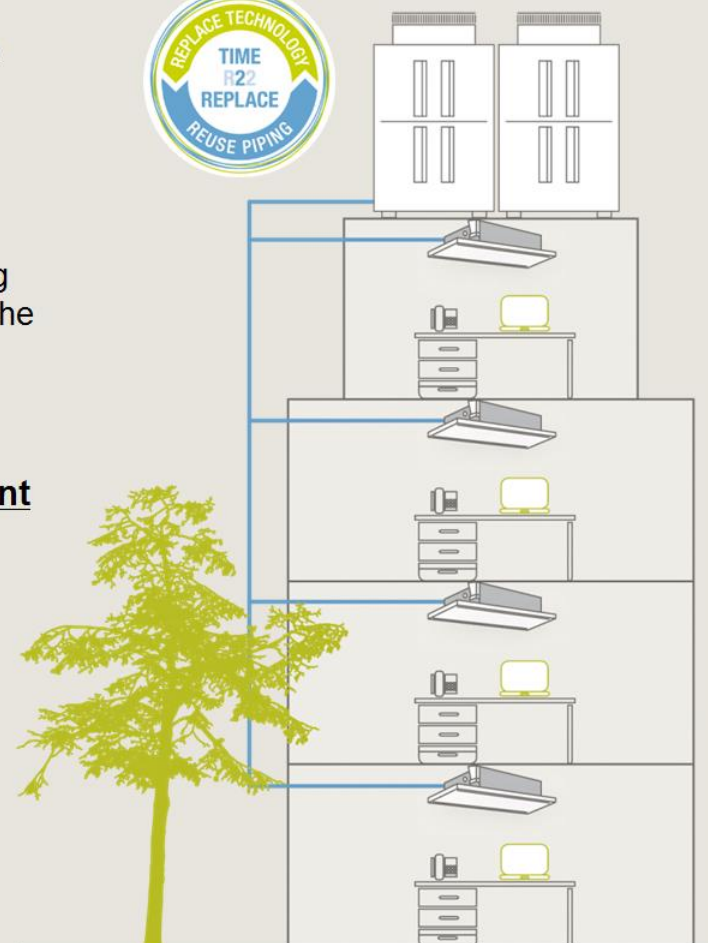 REPLACE TECHNOLOGY
TIME
R22
REPLACE
REUSE PIPING
g
he
nt